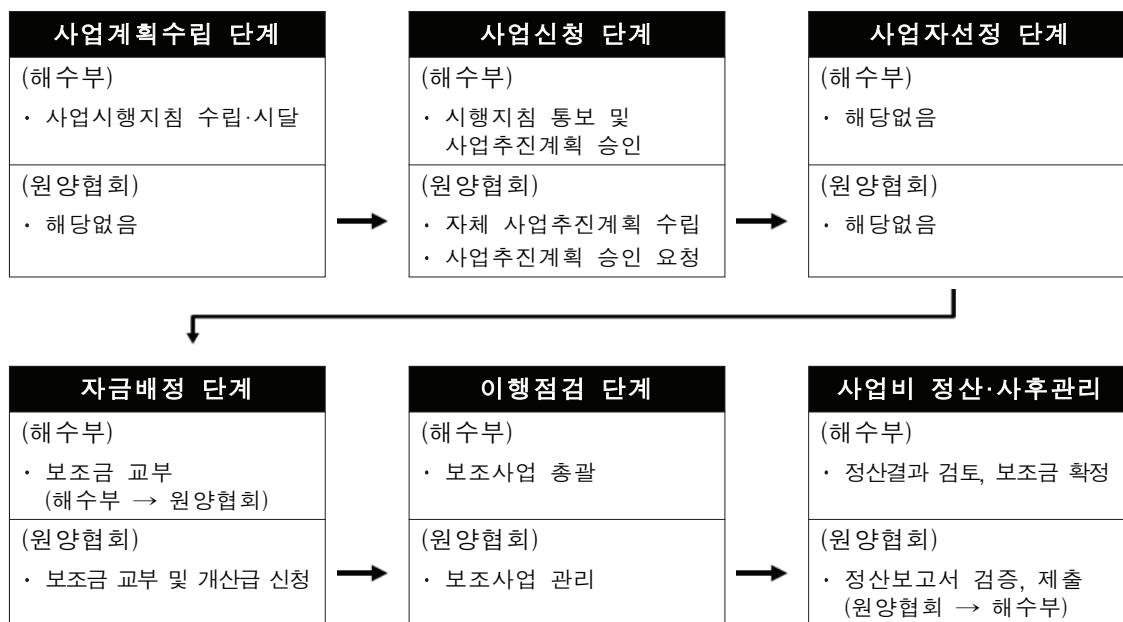 사업계획수립 단계
(해수부)
· 사업시행지침 수립·시달
(원양협회)
· 해당없음
사업신청 단계
(해수부)
· 시행지침 통보 및
사업추진계획 승인
(원양협회)
· 자체 사업추진계획 수립
· 사업추진계획 승인 요청
사업자선정 단계
(해수부)
· 해당없음
(원양협회)
· 해당없음
자금배정 단계
(해수부)
· 보조금 교부
(해수부 → 원양협회)
(원양협회)
· 보조금 교부 및 개산급 신청
이행점검 단계
(해수부)
· 보조사업 총괄
(원양협회)
· 보조사업 관리
사업비 정산·사후관리
(해수부)
· 정산결과 검토, 보조금 확정
(원양협회)
· 정산보고서 검증, 제출
(원양협회 → 해수부)